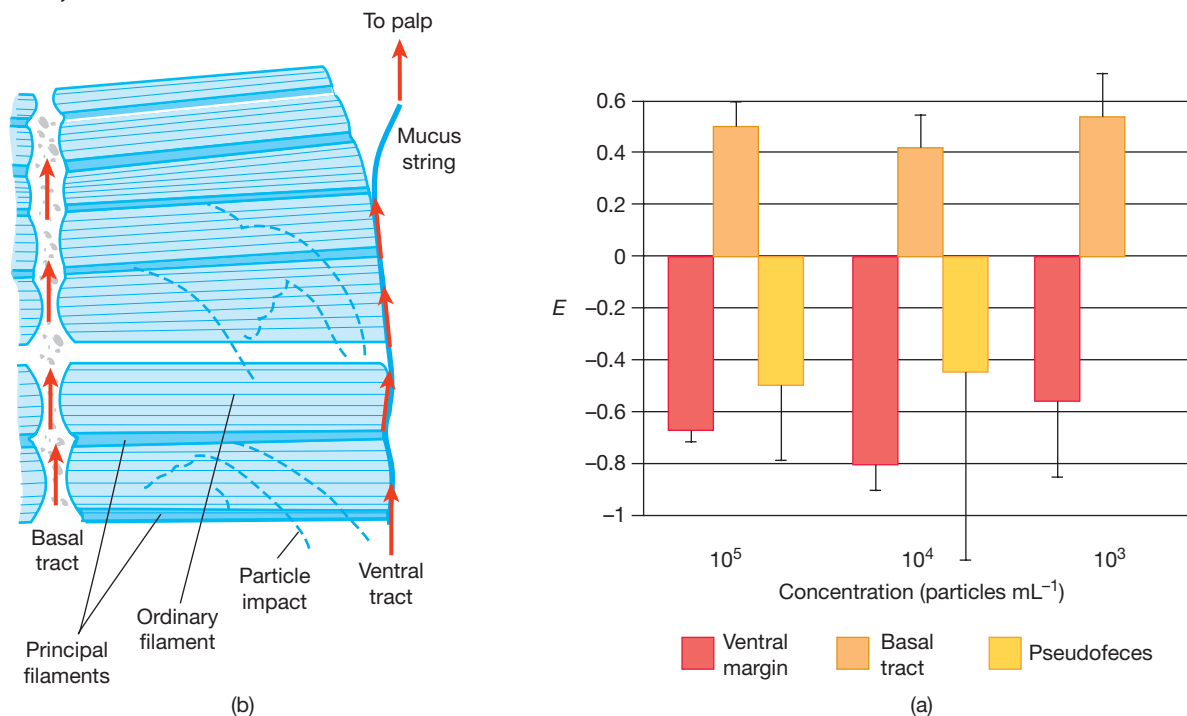 To palp
Mucus
string
Basal
tract
Particle
impact
Ventral
tract
Ordinary
filament
Principal
filaments
(b)
0.6
0.4
0.2
0
E
−0.2
−0.4
−0.6
−0.8
−1
10⁵
10⁴
10³
Concentration (particles mL⁻¹)
Ventral
margin
Basal
tract
Pseudofeces
(a)